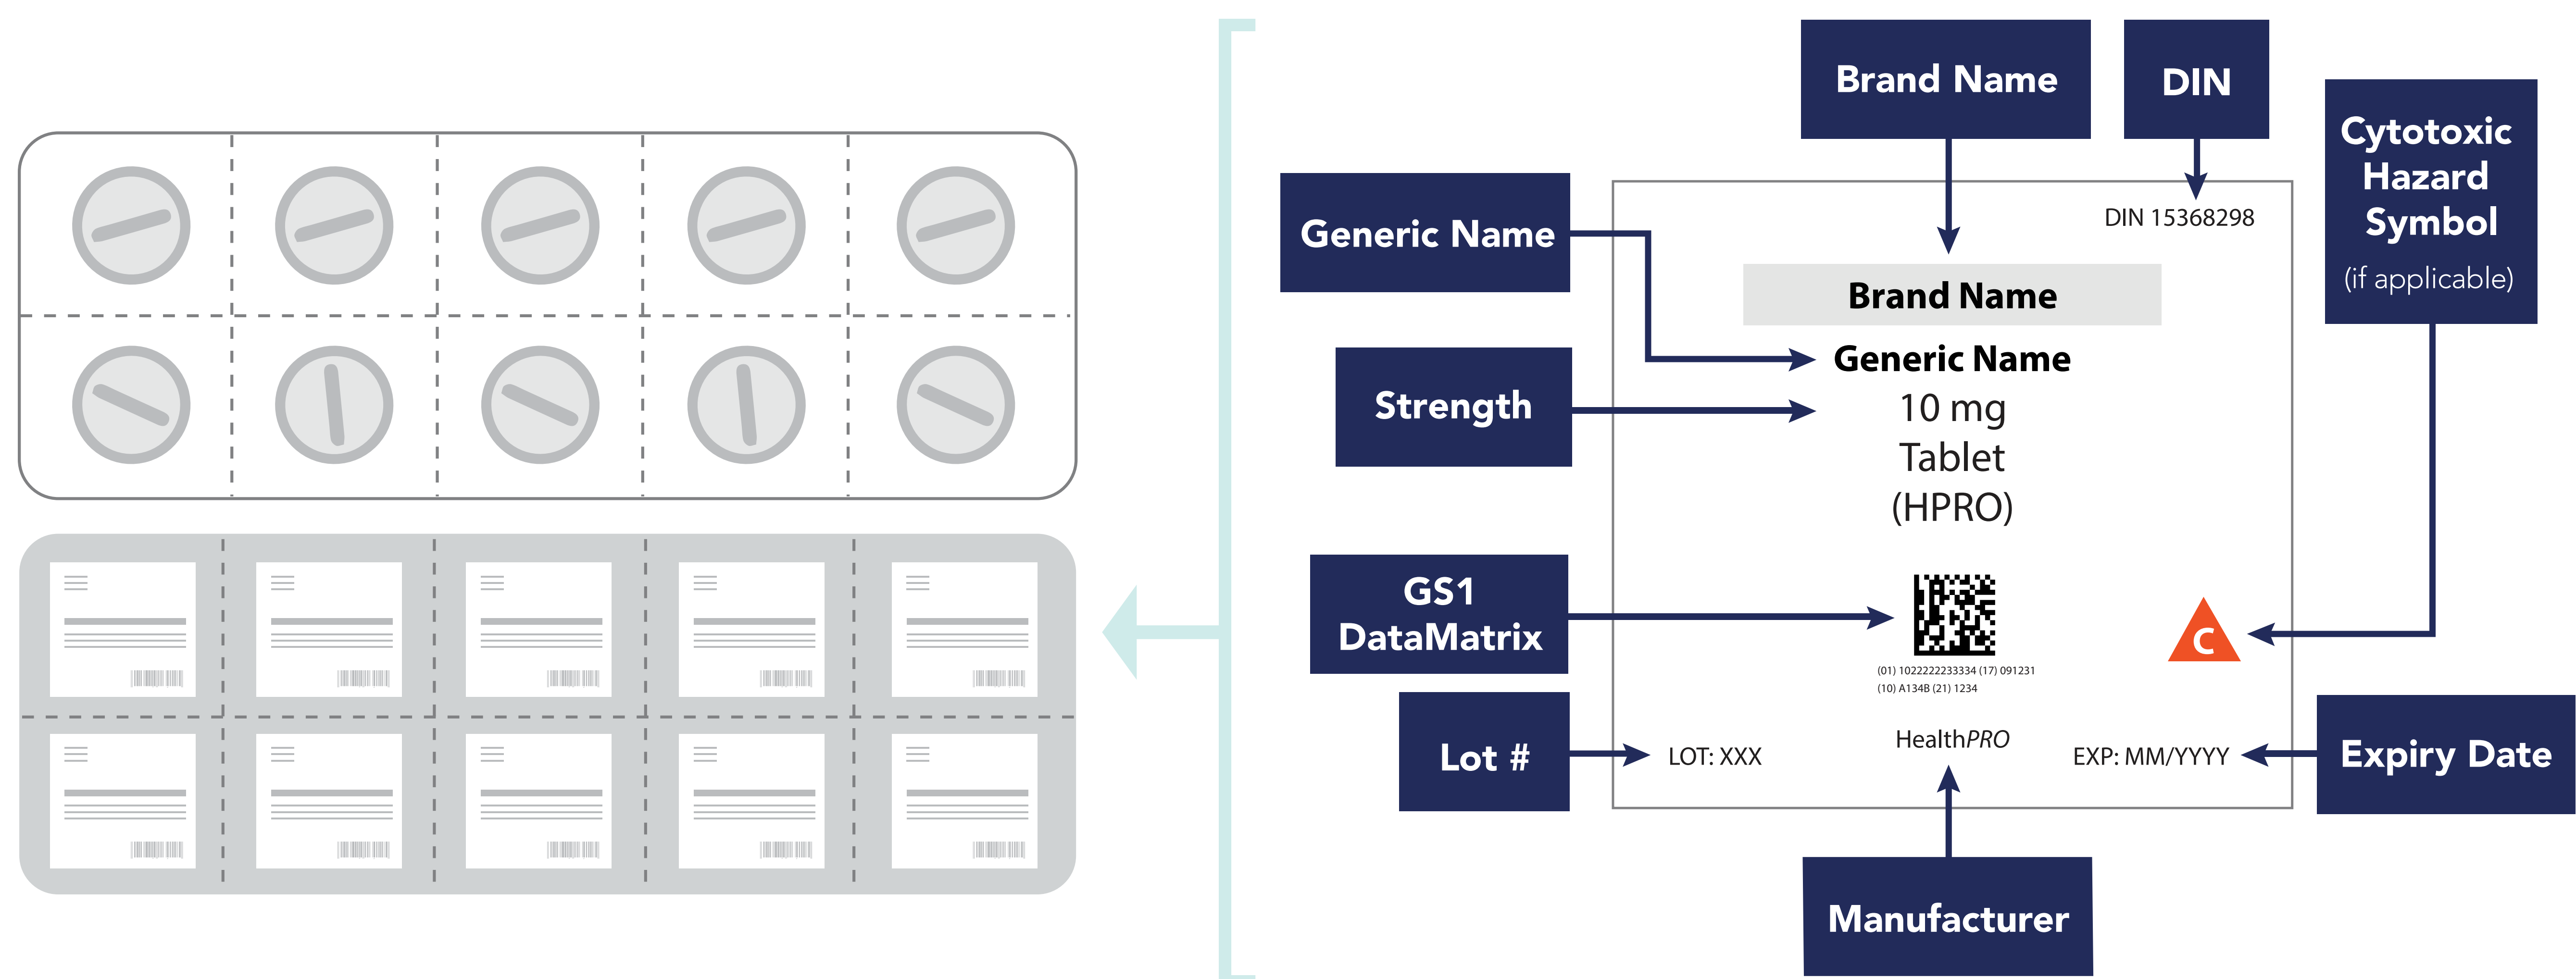 Brand Name
DIN
Cytotoxic
Hazard
Symbol
(if applicable)
Generic Name
DIN 15368298
Brand Name
Generic Name
Strength
10 mg
Tablet
(HPRO)
GS1
DataMatrix
C
(01) 1022222233334 (17) 091231
(10) A134B (21) 1234
Lot #
LOT: XXX
HealthPRO
EXP: MM/YYYY
Expiry Date
Manufacturer